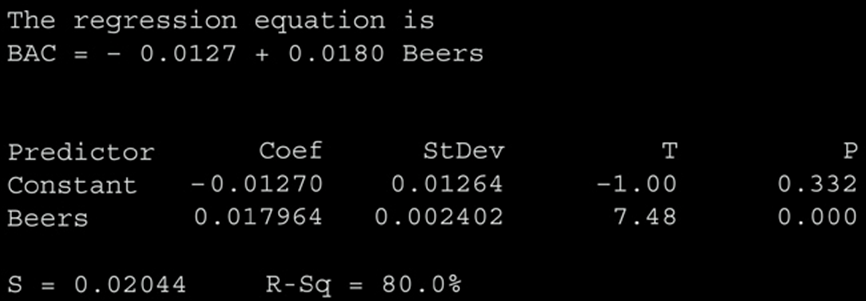 The regression equation is
BAC = - 0.0127 + 0.0180 Beers
Predictor Coef StDev T P
Constant -0.01270 0.01264 -1.00 0.332
Beers 0.017964 0.002402 7.48 0.000
S = 0.02044 R-Sq = 80.0%